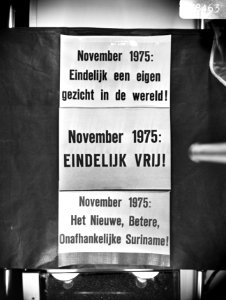 November 1975:
Eindelijk een eigen
gezicht in de wereld!
November 1975:
EINDELIJK VRIJ!
November 1975:
Het Nieuwe, Betere,
Onafhankelijke Suriname!